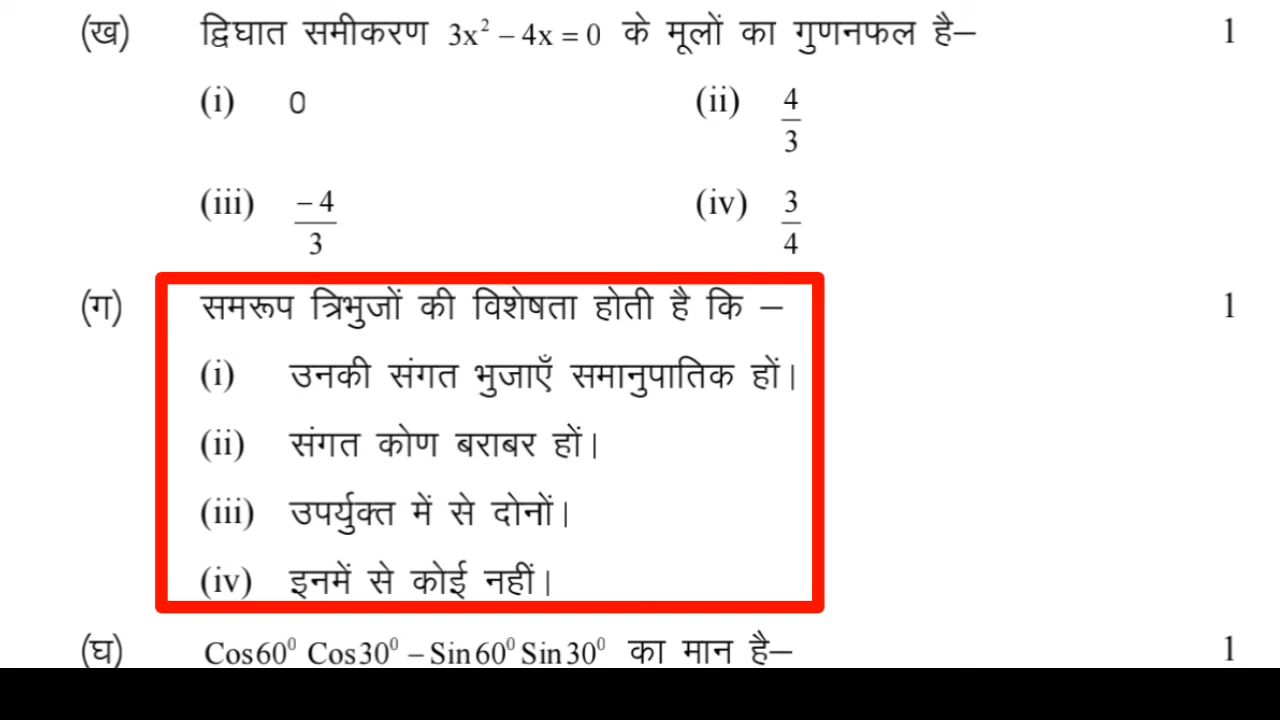 (ख) द्विघात समीकरण 3x² – 4x = 0 के मूलों का गुणनफल है– 1
(i) 0 (ii) 4/3
(iii) –4/3 (iv) 3/4
(ग) समरूप त्रिभुजों की विशेषता होती है कि – 1
(i) उनकी संगत भुजाएँ समानुपातिक हों।
(ii) संगत कोण बराबर हों।
(iii) उपर्युक्त में से दोनों।
(iv) इनमें से कोई नहीं।
(घ) Cos60⁰ Cos30⁰ – Sin60⁰ Sin30⁰ का मान है– 1